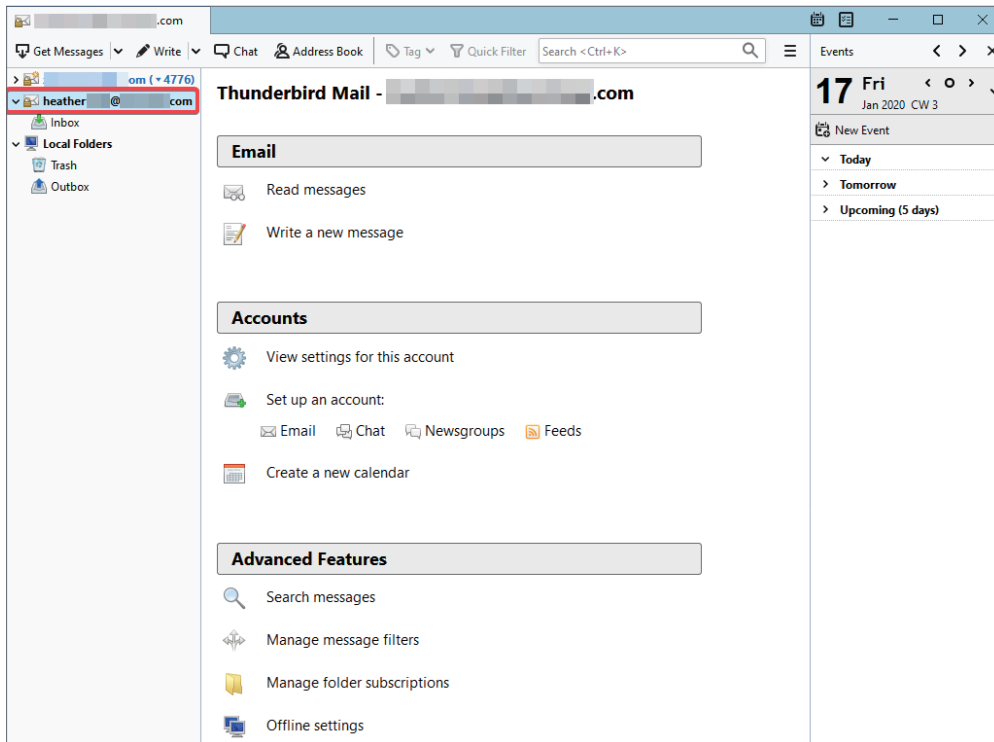 .com
Get Messages Write Chat Address Book Tag Quick Filter Search <Ctrl+K> Events
om (4776)
heather @ com
Inbox
Local Folders
Trash
Outbox
Thunderbird Mail - .com
Email
Read messages
Write a new message
Accounts
View settings for this account
Set up an account:
Email Chat Newsgroups Feeds
Create a new calendar
Advanced Features
Search messages
Manage message filters
Manage folder subscriptions
Offline settings
17 Fri
Jan 2020 CW 3
New Event
Today
Tomorrow
Upcoming (5 days)